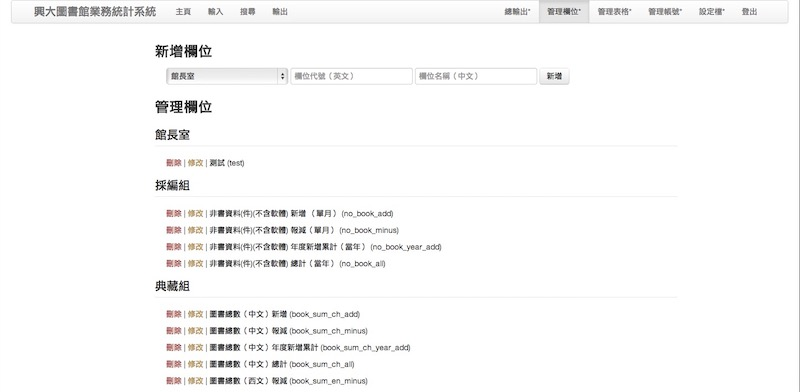 興大圖書館業務統計系統 主頁 輸入 搜尋 輸出 總輸出* 管理欄位* 管理表格* 管理帳號* 設定檔* 登出
新增欄位
館長室 欄位代號（英文） 欄位名稱（中文） 新增
管理欄位
館長室
刪除 | 修改 | 測試 (test)
採編組
刪除 | 修改 | 非書資料(件)(不含軟體) 新增 （單月） (no_book_add)
刪除 | 修改 | 非書資料(件)(不含軟體) 報減（單月） (no_book_minus)
刪除 | 修改 | 非書資料(件)(不含軟體) 年度新增累計（當年） (no_book_year_add)
刪除 | 修改 | 非書資料(件)(不含軟體) 總計（當年） (no_book_all)
典藏組
刪除 | 修改 | 圖書總數（中文）新增 (book_sum_ch_add)
刪除 | 修改 | 圖書總數（中文）報減 (book_sum_ch_minus)
刪除 | 修改 | 圖書總數（中文）年度新增累計 (book_sum_ch_year_add)
刪除 | 修改 | 圖書總數（中文）總計 (book_sum_ch_all)
刪除 | 修改 | 圖書總數（西文）報減 (book_sum_en_minus)